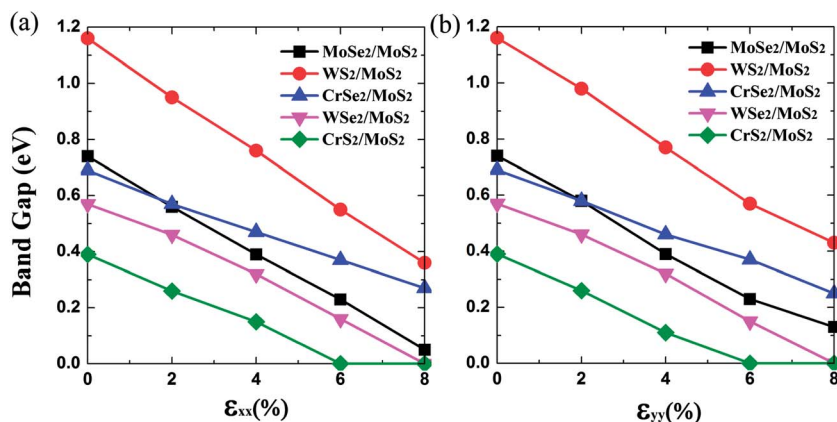 (a)
1.2
1.0
0.8
0.6
0.4
0.2
0.0
Band Gap (eV)
MoSe2/MoS2
WS2/MoS2
CrSe2/MoS2
WSe2/MoS2
CrS2/MoS2
0 2 4 6 8
εxx(%)
(b)
1.2
1.0
0.8
0.6
0.4
0.2
0.0
MoSe2/MoS2
WS2/MoS2
CrSe2/MoS2
WSe2/MoS2
CrS2/MoS2
0 2 4 6 8
εyy(%)